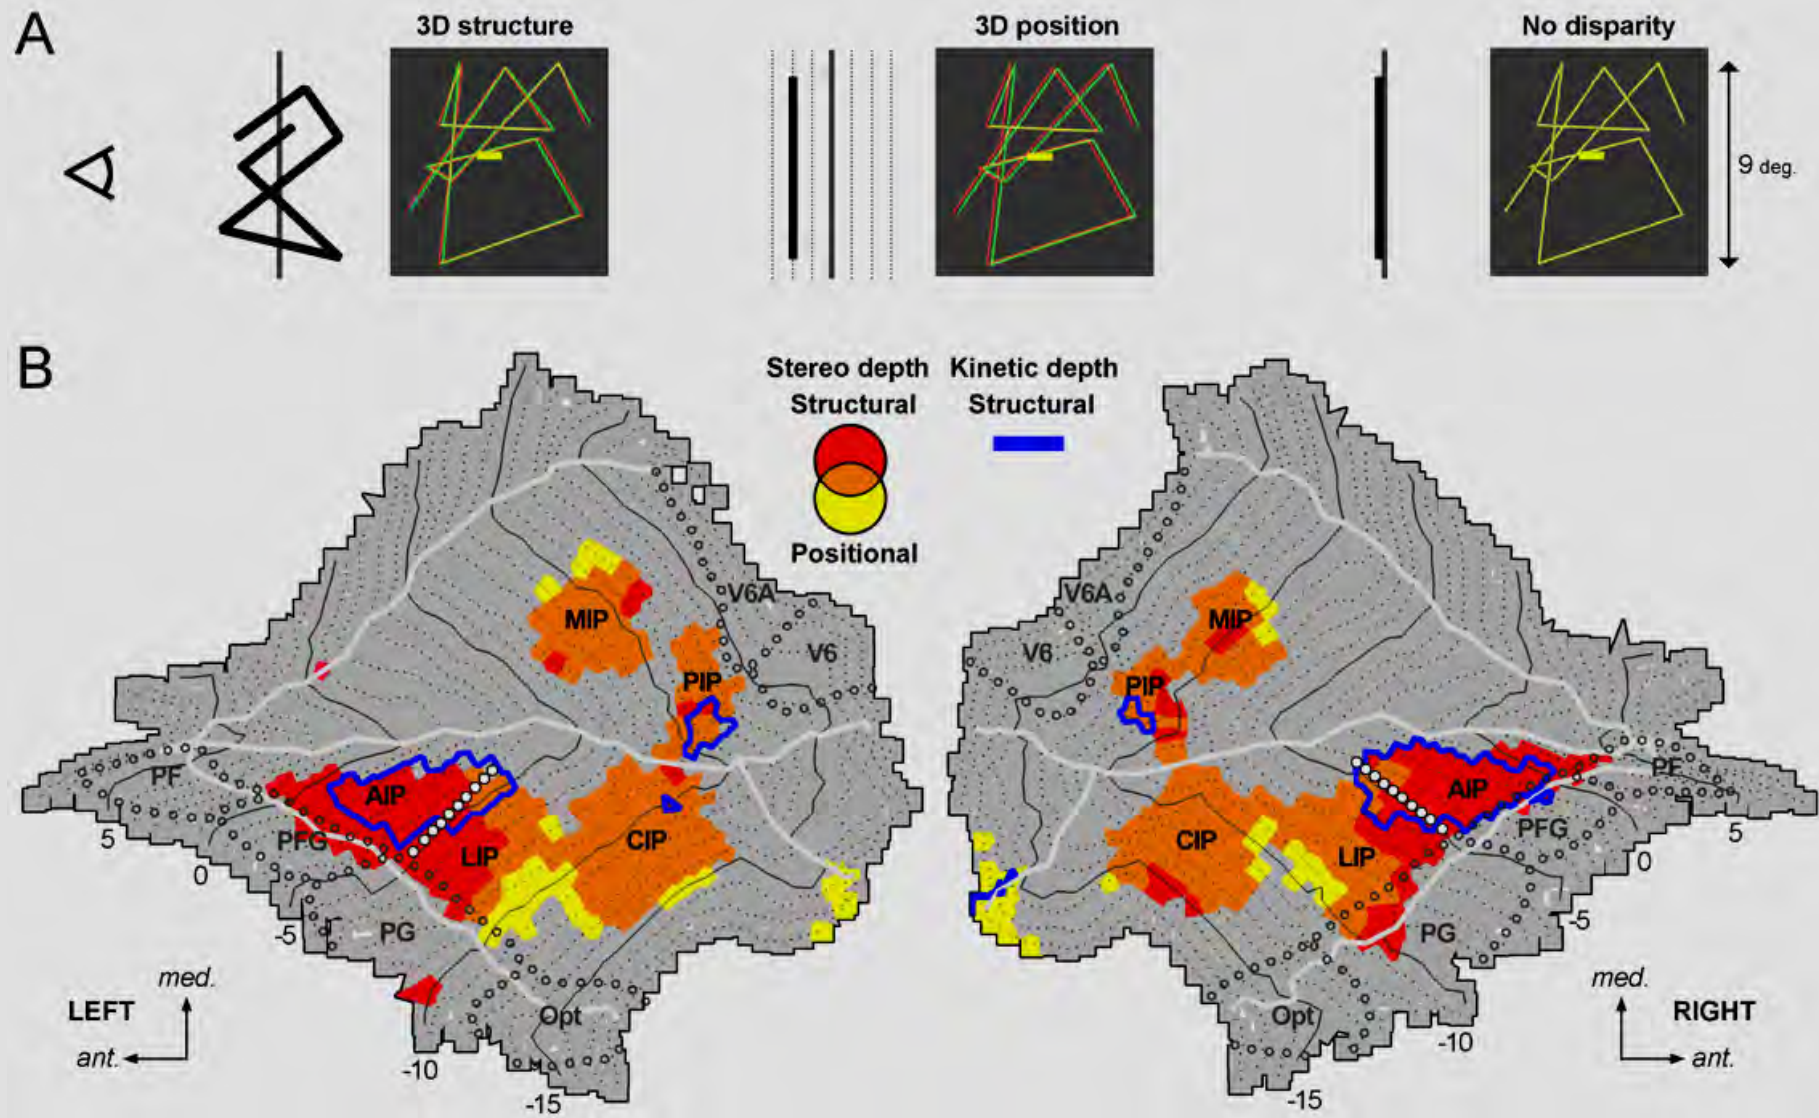 A
3D structure
3D position
No disparity
9 deg.
B
Stereo depth
Structural
Positional
Kinetic depth
Structural
MIP
V6A
V6
PIP
PF
AIP
PFG
LIP
CIP
PG
Opt
5
0
-5
-10
-15
med.
LEFT
ant.
V6A
MIP
V6
PIP
AIP
PF
PFG
CIP
LIP
PG
Opt
5
0
-5
-10
-15
med.
RIGHT
ant.